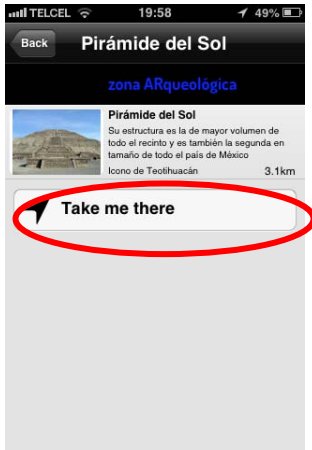 TELCEL 19:58 49%
Back Pirámide del Sol
zona ARqueológica
Pirámide del Sol
Su estructura es la de mayor volumen de
todo el recinto y es también la segunda en
tamaño de todo el país de México
Icono de Teotihuacán 3.1km
Take me there